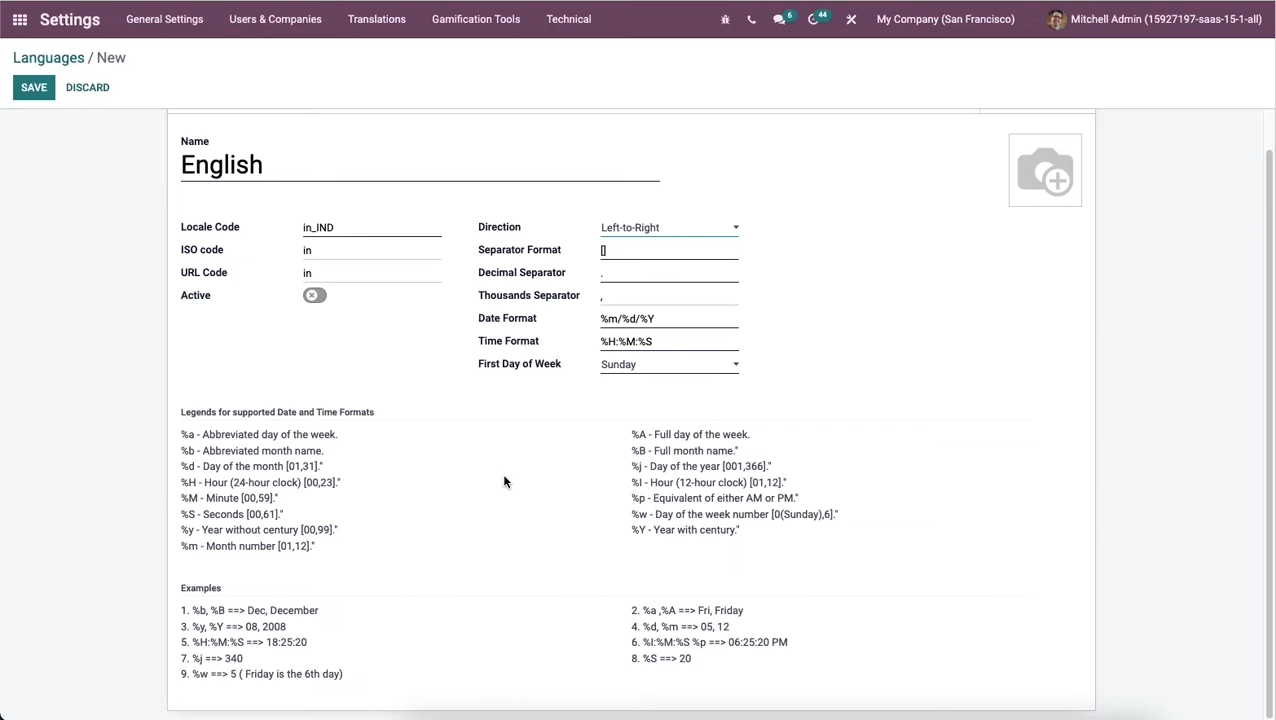 Settings General Settings Users & Companies Translations Gamification Tools Technical 6 44 My Company (San Francisco) Mitchell Admin (15927197-saas-15-1-all)
Languages / New
SAVE DISCARD
Name
English
Locale Code in_IND Direction Left-to-Right
ISO code in Separator Format []
URL Code in Decimal Separator .
Active Thousands Separator ,
Date Format %m/%d/%Y
Time Format %H:%M:%S
First Day of Week Sunday
Legends for supported Date and Time Formats
%a - Abbreviated day of the week. %A - Full day of the week.
%b - Abbreviated month name. %B - Full month name."
%d - Day of the month [01,31]." %j - Day of the year [001,366]."
%H - Hour (24-hour clock) [00,23]." %I - Hour (12-hour clock) [01,12]."
%M - Minute [00,59]." %p - Equivalent of either AM or PM."
%S - Seconds [00,61]." %w - Day of the week number [0(Sunday),6]."
%y - Year without century [00,99]." %Y - Year with century."
%m - Month number [01,12]."
Examples
1. %b, %B ==> Dec, December 2. %a ,%A ==> Fri, Friday
3. %y, %Y ==> 08, 2008 4. %d, %m ==> 05, 12
5. %H:%M:%S ==> 18:25:20 6. %I:%M:%S %p ==> 06:25:20 PM
7. %j ==> 340 8. %S ==> 20
9. %w ==> 5 ( Friday is the 6th day)